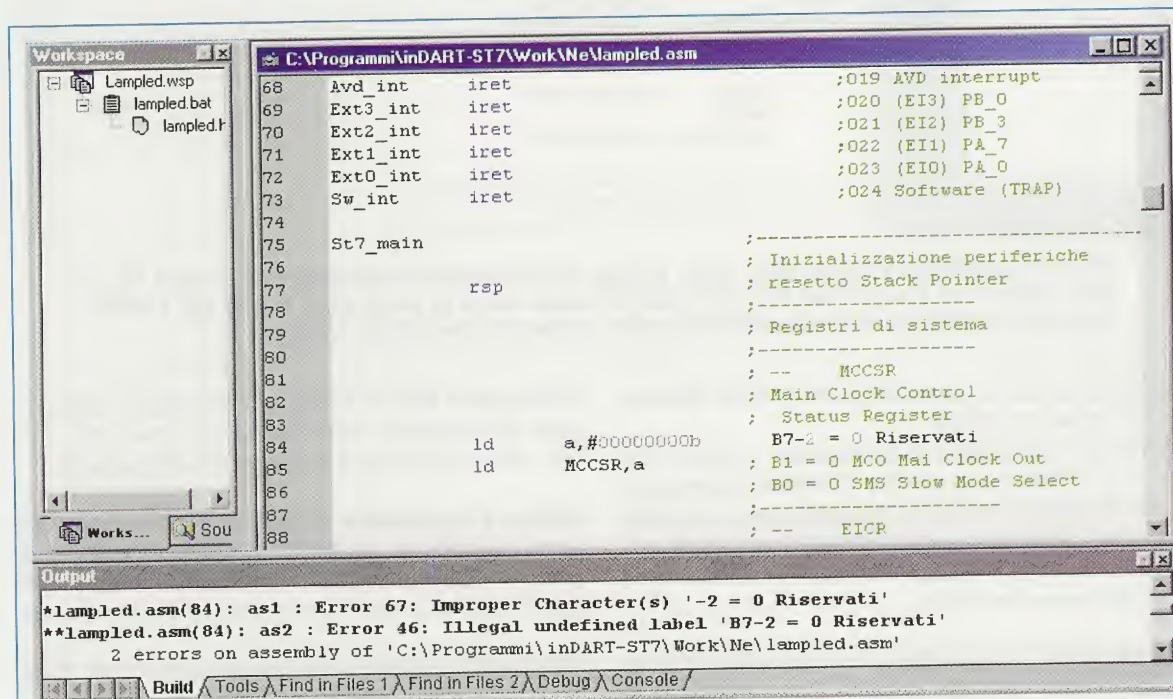 Workspace
Lampled.wsp
lampled.bat
lampled.h
Works...
Sou
C:\Programmi\inDART-ST7\Work\Ne\lampled.asm
68 Avd_int iret ;019 AVD interrupt
69 Ext3_int iret ;020 (EI3) PB_0
70 Ext2_int iret ;021 (EI2) PB_3
71 Ext1_int iret ;022 (EI1) PA_7
72 Ext0_int iret ;023 (EI0) PA_0
73 Sw_int iret ;024 Software (TRAP)
74
75 St7_main ;-----------------------------------
76 ; Inizializzazione periferiche
77 rsp ; resetto Stack Pointer
78 ;--------------------
79 ; Registri di sistema
80 ;--------------------
81 ; -- MCCSR
82 ; Main Clock Control
83 ; Status Register
84 ld a,#00000000b B7-2 = 0 Riservati
85 ld MCCSR,a ; B1 = 0 MCO Mai Clock Out
86 ; B0 = 0 SMS Slow Mode Select
87 ;----------------------
88 ; -- EICR
Output
*lampled.asm(84): as1 : Error 67: Improper Character(s) '-2 = 0 Riservati'
**lampled.asm(84): as2 : Error 46: Illegal undefined label 'B7-2 = 0 Riservati'
2 errors on assembly of 'C:\Programmi\inDART-ST7\Work\Ne\lampled.asm'
Build Tools Find in Files 1 Find in Files 2 Debug Console